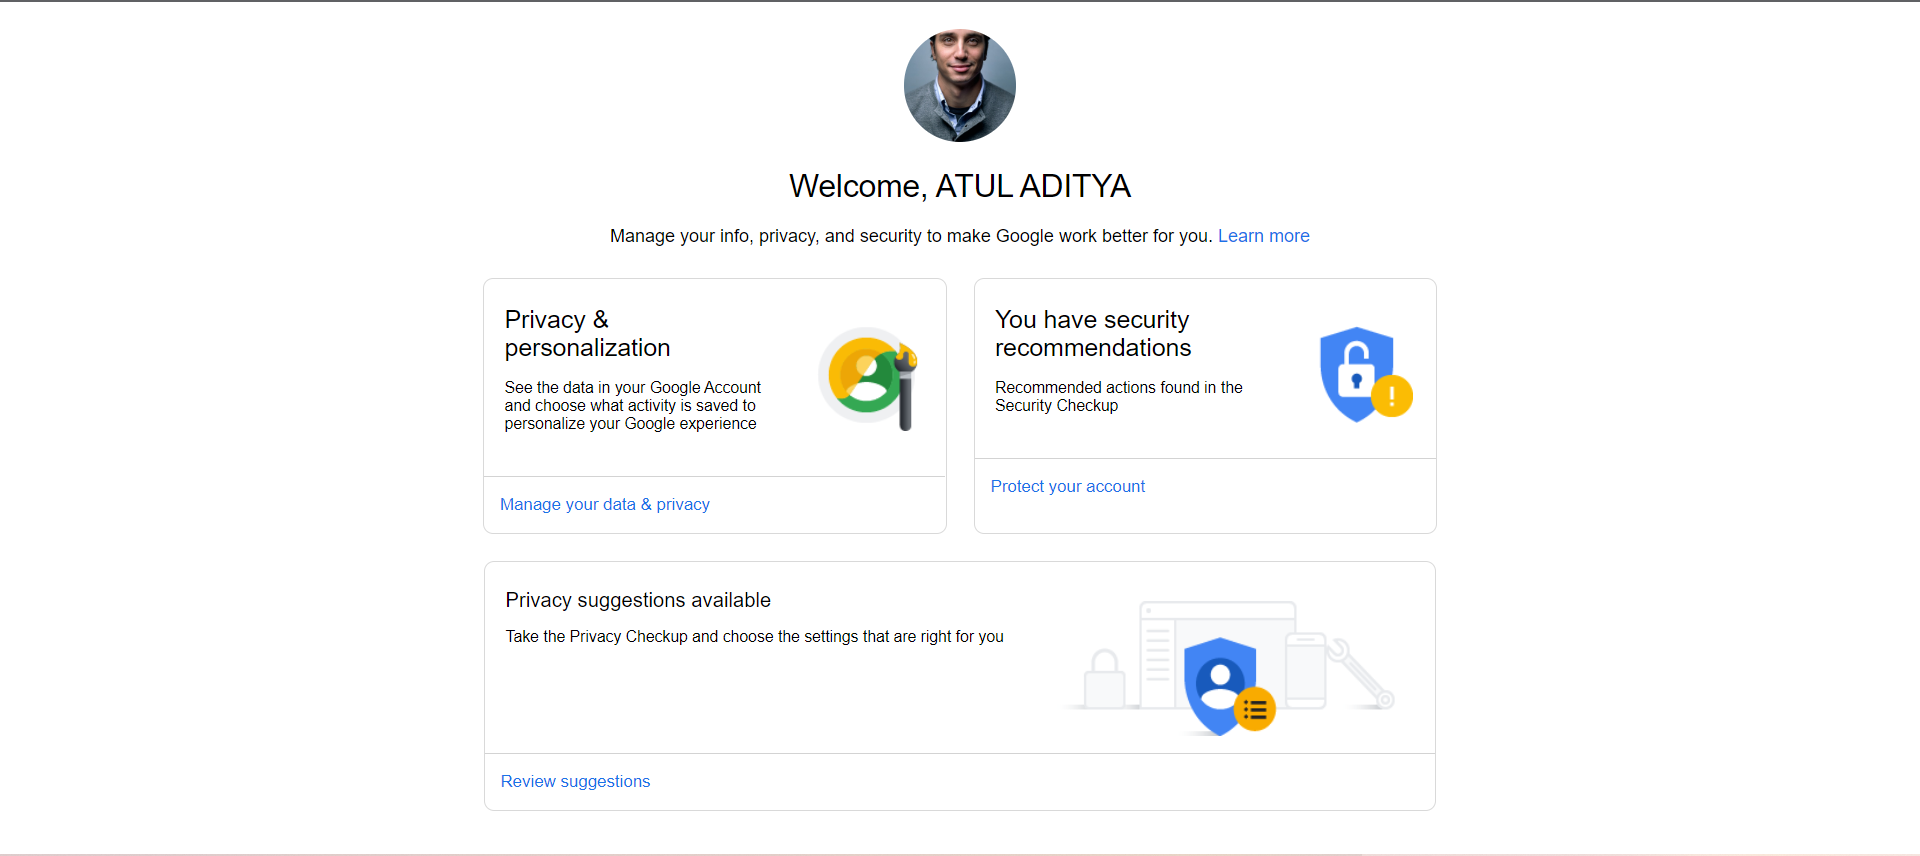 Welcome, ATUL ADITYA
Manage your info, privacy, and security to make Google work better for you. Learn more
Privacy &
personalization
See the data in your Google Account
and choose what activity is saved to
personalize your Google experience
Manage your data & privacy
You have security
recommendations
Recommended actions found in the
Security Checkup
Protect your account
Privacy suggestions available
Take the Privacy Checkup and choose the settings that are right for you
Review suggestions